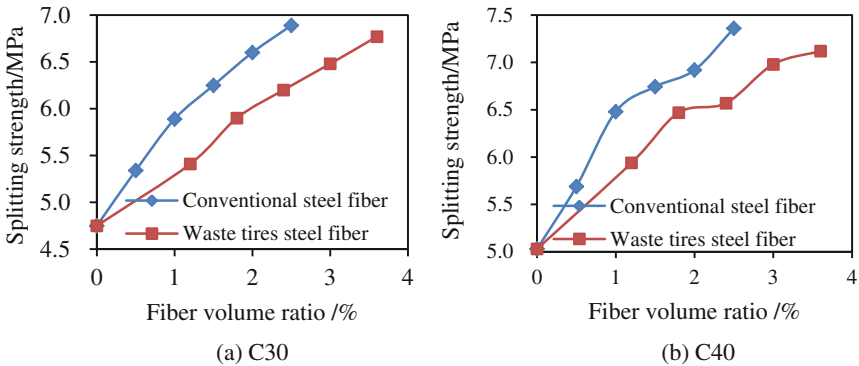 Splitting strength/MPa
7.0
6.5
6.0
5.5
5.0
4.5
Conventional steel fiber
Waste tires steel fiber
0 1 2 3 4
Fiber volume ratio /%
(a) C30
Splitting strength/MPa
7.5
7.0
6.5
6.0
5.5
5.0
Conventional steel fiber
Waste tires steel fiber
0 1 2 3 4
Fiber volume ratio /%
(b) C40